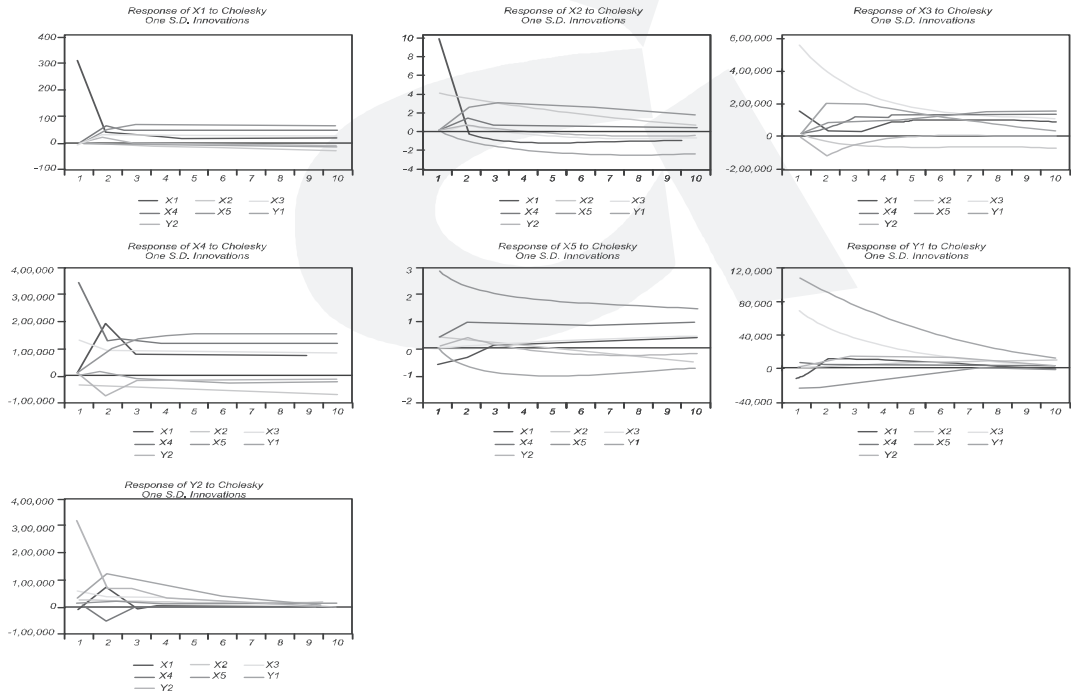 Response of X1 to Cholesky
One S.D. Innovations
400
300
200
100
0
-100
1 2 3 4 5 6 7 8 9 10
X1 X2 X3
X4 X5 Y1
Y2
Response of X2 to Cholesky
One S.D. Innovations
10
8
6
4
2
0
-2
-4
1 2 3 4 5 6 7 8 9 10
X1 X2 X3
X4 X5 Y1
Y2
Response of X3 to Cholesky
One S.D. Innovations
6,00,000
4,00,000
2,00,000
0
-2,00,000
1 2 3 4 5 6 7 8 9 10
X1 X2 X3
X4 X5 Y1
Y2
Response of X4 to Cholesky
One S.D. Innovations
4,00,000
3,00,000
2,00,000
1,00,000
0
-1,00,000
1 2 3 4 5 6 7 8 9 10
X1 X2 X3
X4 X5 Y1
Y2
Response of X5 to Cholesky
One S.D. Innovations
3
2
1
0
-1
-2
1 2 3 4 5 6 7 8 9 10
X1 X2 X3
X4 X5 Y1
Y2
Response of Y1 to Cholesky
One S.D. Innovations
12,0,000
80,000
40,000
0
-40,000
1 2 3 4 5 6 7 8 9 10
X1 X2 X3
X4 X5 Y1
Y2
Response of Y2 to Cholesky
One S.D. Innovations
4,00,000
3,00,000
2,00,000
1,00,000
0
-1,00,000
1 2 3 4 5 6 7 8 9 10
X1 X2 X3
X4 X5 Y1
Y2